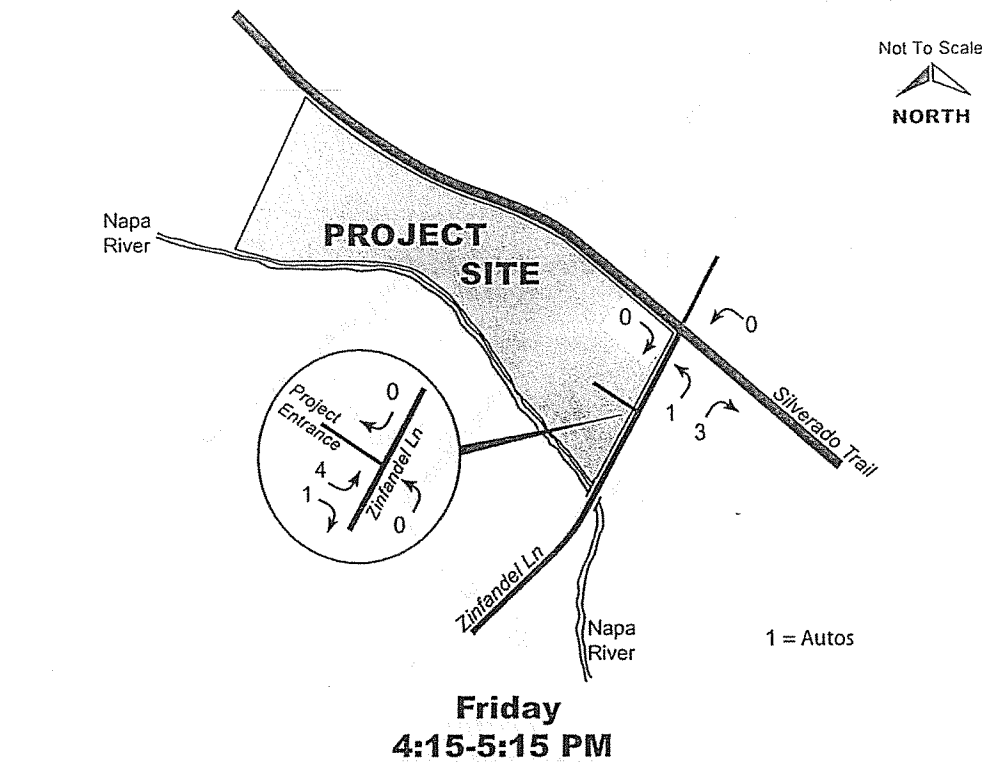 Not To Scale
NORTH
Napa
River
PROJECT
SITE
0
0
1
3
Silverado Trail
Project
Entrance
0
Zinfandel Ln
4
1
0
Zinfandel Ln
Napa
River
1 = Autos
Friday
4:15-5:15 PM